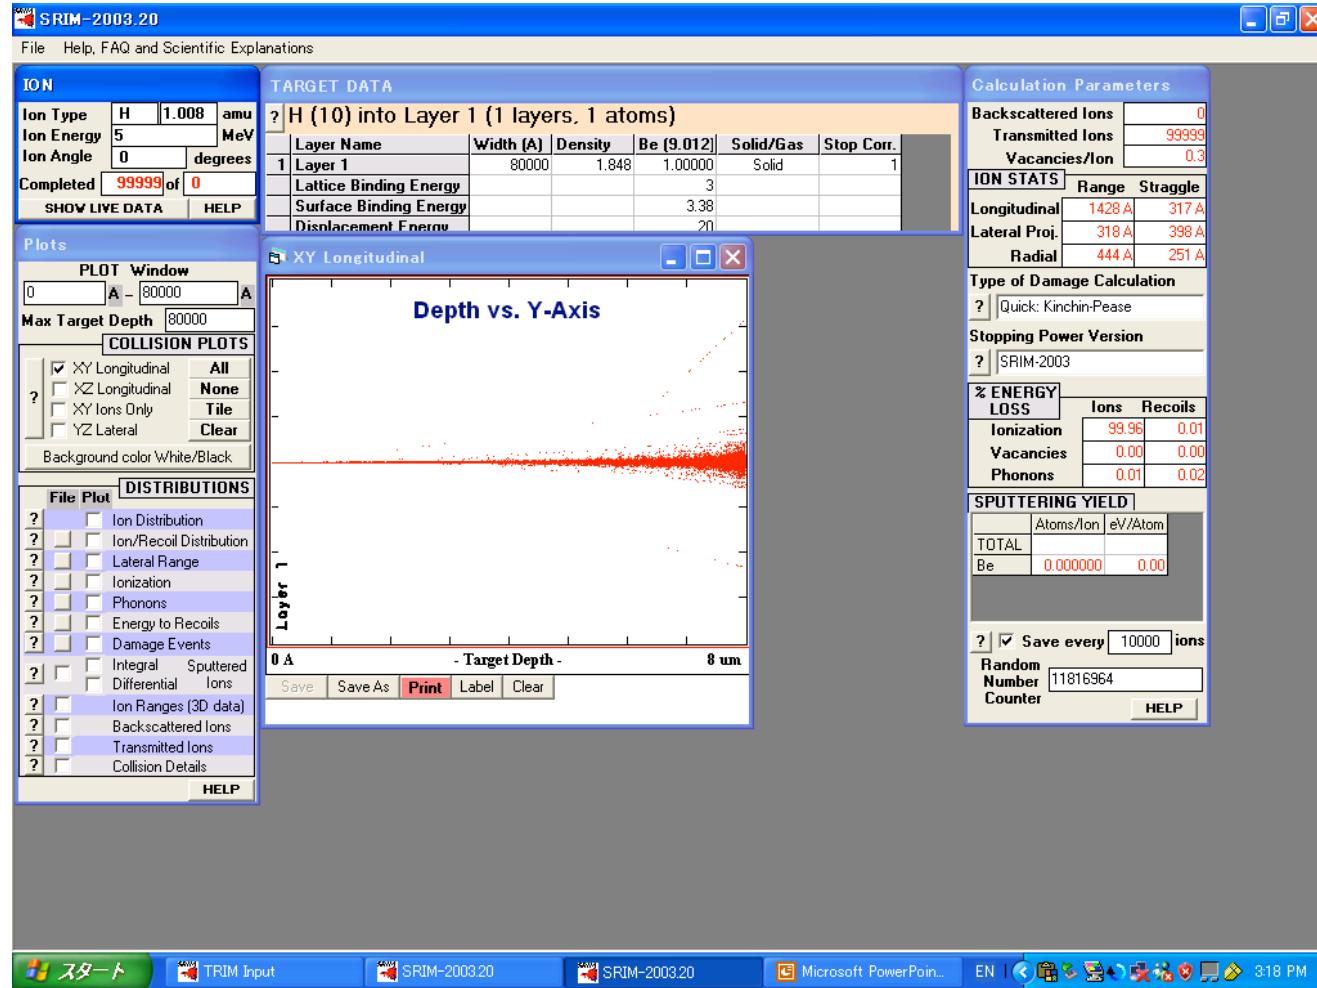 SRIM-2003.20
File Help, FAQ and Scientific Explanations
ION
Ion Type H 1.008 amu
Ion Energy 5 MeV
Ion Angle 0 degrees
Completed 99999 of 0
SHOW LIVE DATA HELP
TARGET DATA
? H (10) into Layer 1 (1 layers, 1 atoms)
Layer Name Width (A) Density Be (9.012) Solid/Gas Stop Corr.
1 Layer 1 80000 1.848 1.00000 Solid 1
Lattice Binding Energy 3
Surface Binding Energy 3.38
Displacement Energy 20
Plots
PLOT Window
0 A - 80000 A
Max Target Depth 80000
COLLISION PLOTS
XY Longitudinal All
? XZ Longitudinal None
XY Ions Only Tile
YZ Lateral Clear
Background color White/Black
DISTRIBUTIONS
File Plot
? Ion Distribution
? Ion/Recoil Distribution
? Lateral Range
? Ionization
? Phonons
? Energy to Recoils
? Damage Events
? Integral Sputtered
Differential Ions
? Ion Ranges (3D data)
? Backscattered Ions
? Transmitted Ions
? Collision Details
HELP
XY Longitudinal
Depth vs. Y-Axis
Layer 1
0 A - Target Depth - 8 um
Save Save As Print Label Clear
Calculation Parameters
Backscattered Ions 0
Transmitted Ions 99999
Vacancies/Ion 0.3
ION STATS Range Straggle
Longitudinal 1428 A 317 A
Lateral Proj. 318 A 398 A
Radial 444 A 251 A
Type of Damage Calculation
? Quick: Kinchin-Pease
Stopping Power Version
? SRIM-2003
% ENERGY
LOSS Ions Recoils
Ionization 99.96 0.01
Vacancies 0.00 0.00
Phonons 0.01 0.02
SPUTTERING YIELD
Atoms/Ion eV/Atom
TOTAL
Be 0.000000 0.00
? Save every 10000 ions
Random
Number 11816964
Counter
HELP
スタート TRIM Input SRIM-2003.20 SRIM-2003.20 Microsoft PowerPoin... EN 3:18 PM